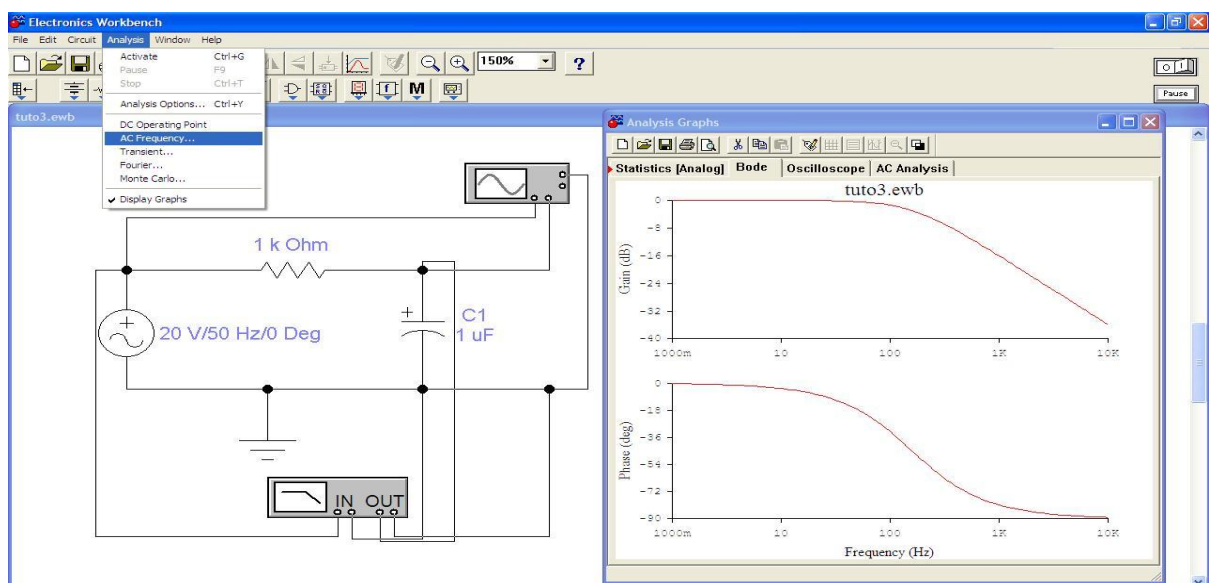 Electronics Workbench
File Edit Circuit Analysis Window Help
Activate Ctrl+G
Pause F9
Stop Ctrl+T
Analysis Options... Ctrl+Y
DC Operating Point
AC Frequency...
Transient...
Fourier...
Monte Carlo...
✓ Display Graphs
150%
?
M
Pause
tuto3.ewb
1 k Ohm
+
20 V/50 Hz/0 Deg
+
C1
1 uF
IN OUT
Analysis Graphs
Statistics [Analog] Bode Oscilloscope AC Analysis
tuto3.ewb
Gain (dB)
0
-8
-16
-24
-32
-40
1000m 10 100 1K 10K
Phase (deg)
0
-18
-36
-54
-72
-90
1000m 10 100 1K 10K
Frequency (Hz)